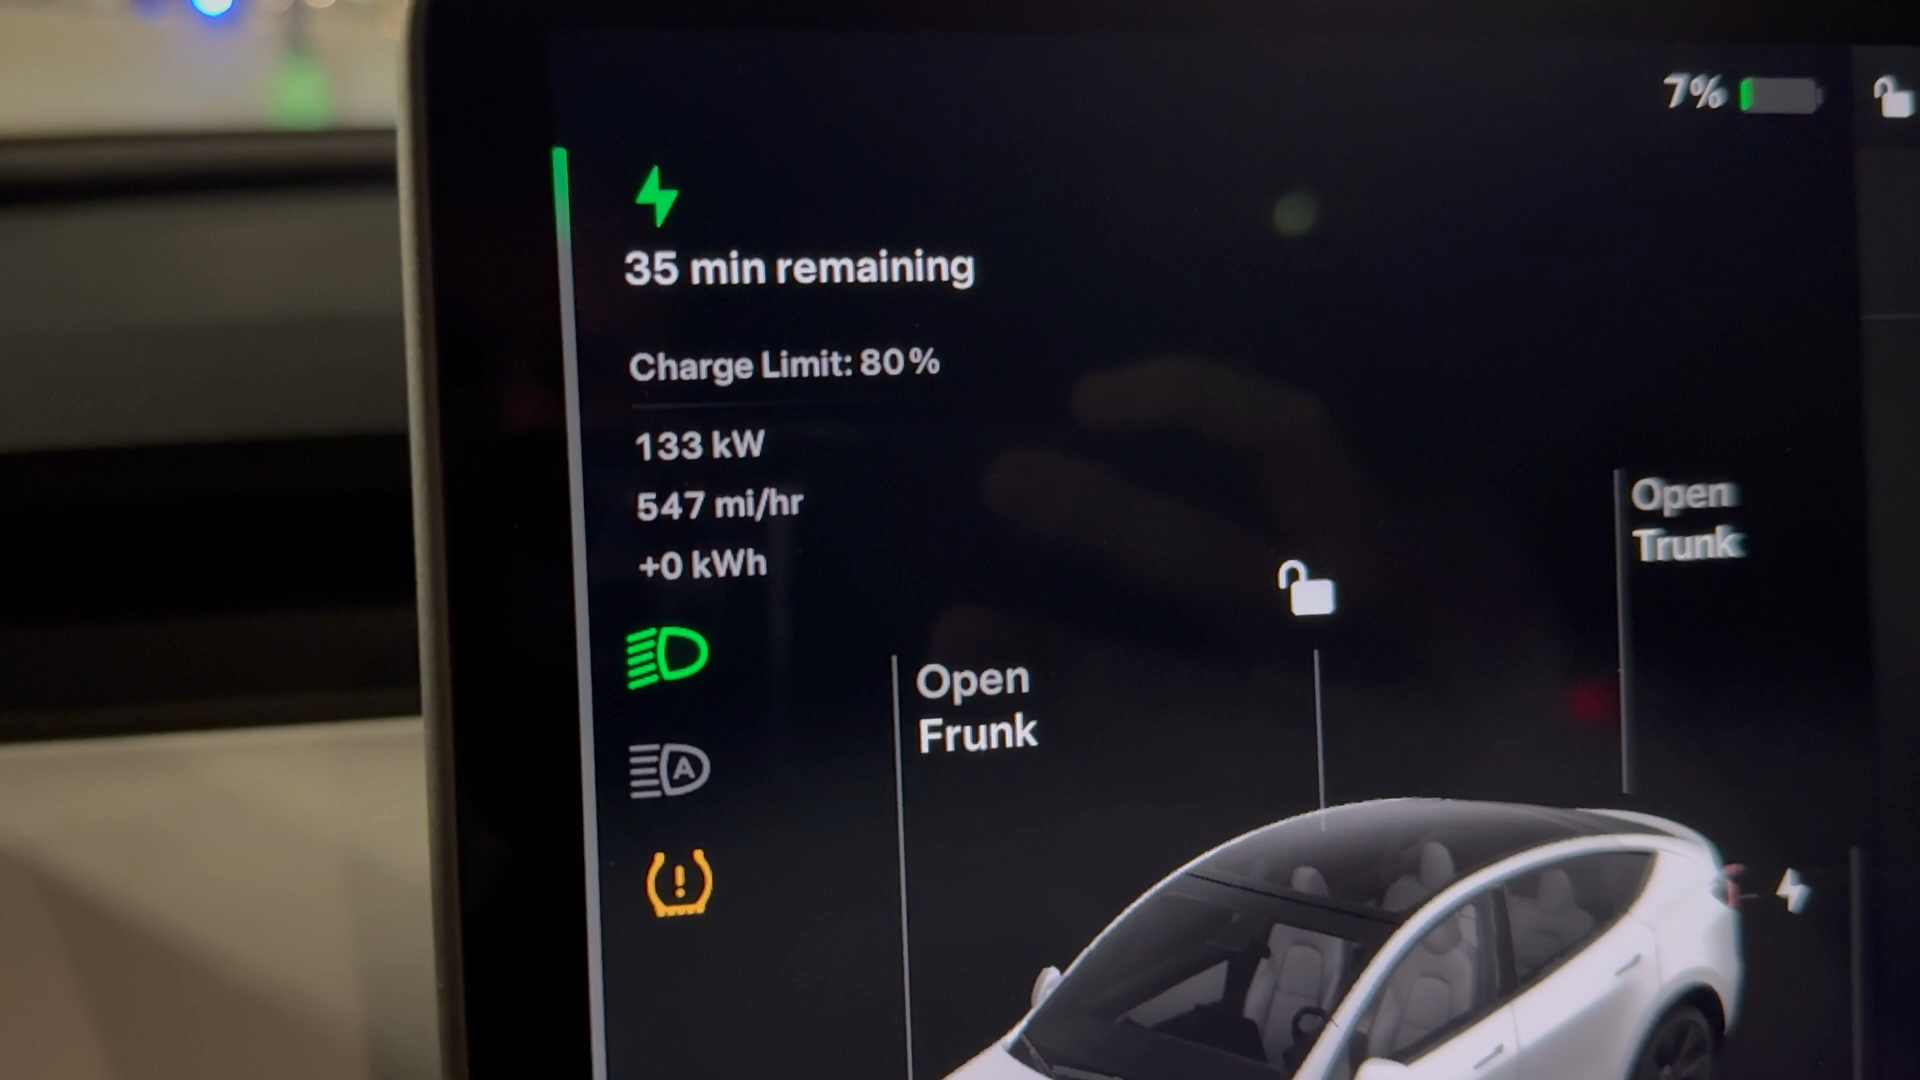 7%
35 min remaining
Charge Limit: 80%
133 kW
547 mi/hr
+0 kWh
Open
Trunk
Open
Frunk
A